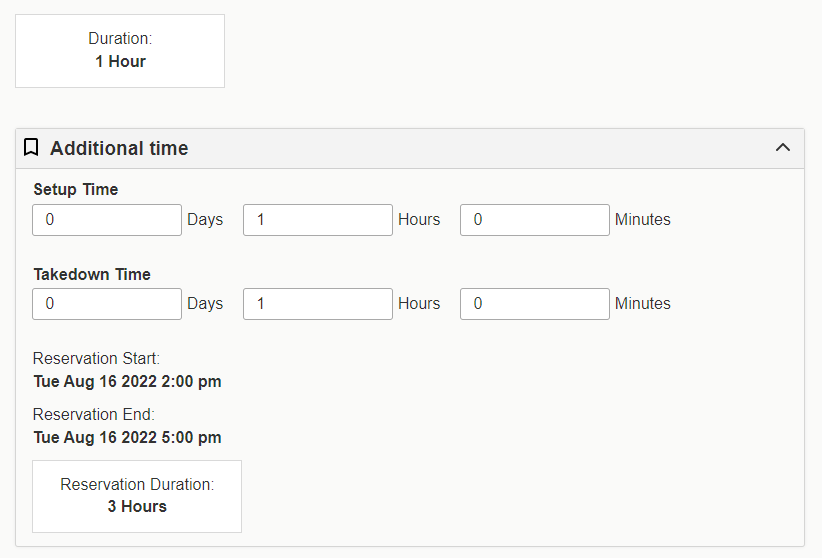 Duration:
1 Hour
Additional time
Setup Time
0 Days 1 Hours 0 Minutes
Takedown Time
0 Days 1 Hours 0 Minutes
Reservation Start:
Tue Aug 16 2022 2:00 pm
Reservation End:
Tue Aug 16 2022 5:00 pm
Reservation Duration:
3 Hours